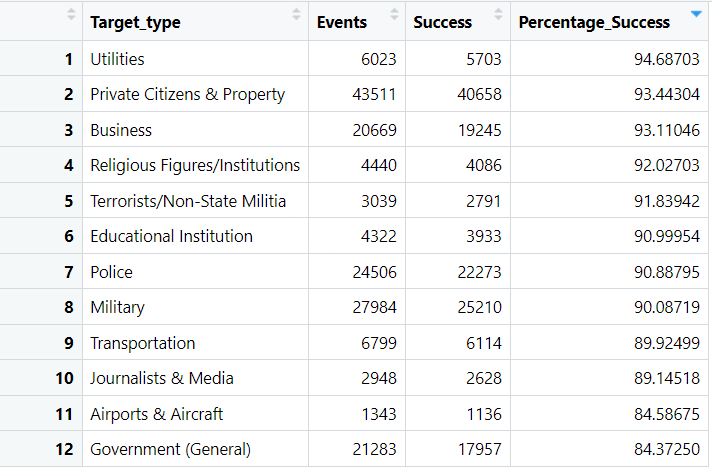 Target_type Events Success Percentage_Success
1 Utilities 6023 5703 94.68703
2 Private Citizens & Property 43511 40658 93.44304
3 Business 20669 19245 93.11046
4 Religious Figures/Institutions 4440 4086 92.02703
5 Terrorists/Non-State Militia 3039 2791 91.83942
6 Educational Institution 4322 3933 90.99954
7 Police 24506 22273 90.88795
8 Military 27984 25210 90.08719
9 Transportation 6799 6114 89.92499
10 Journalists & Media 2948 2628 89.14518
11 Airports & Aircraft 1343 1136 84.58675
12 Government (General) 21283 17957 84.37250